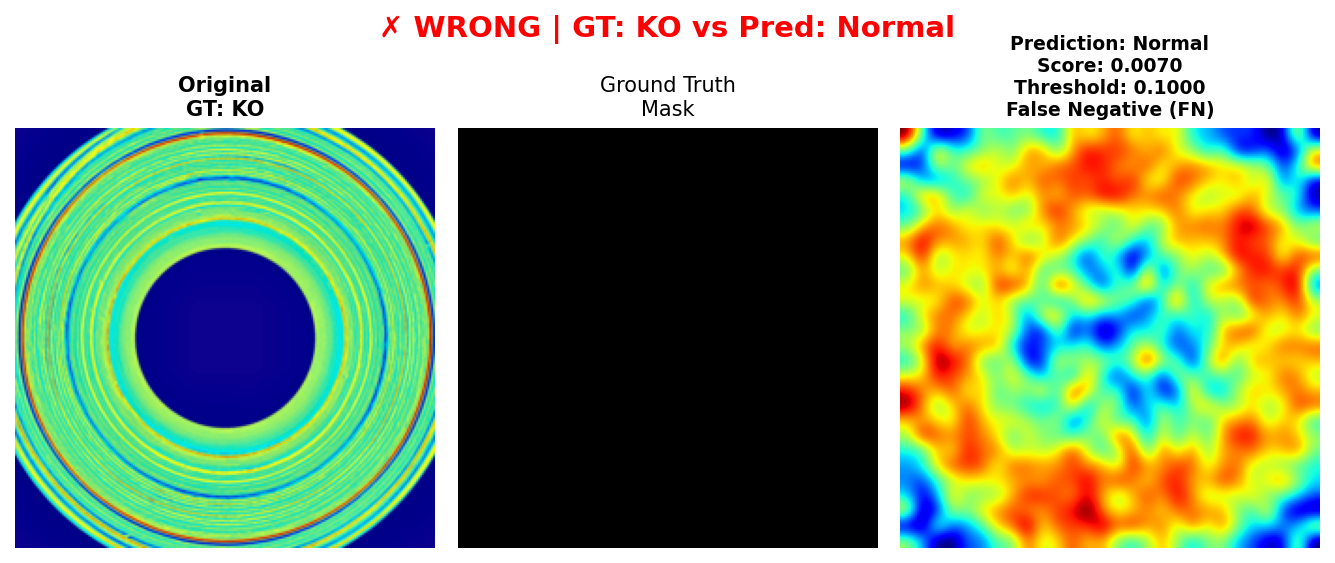 ✗ WRONG | GT: KO vs Pred: Normal
Original
GT: KO
Ground Truth
Mask
Prediction: Normal
Score: 0.0070
Threshold: 0.1000
False Negative (FN)